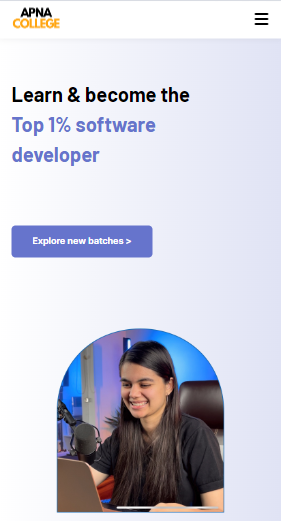 APNA
COLLEGE
Learn & become the
Top 1% software
developer
Explore new batches >